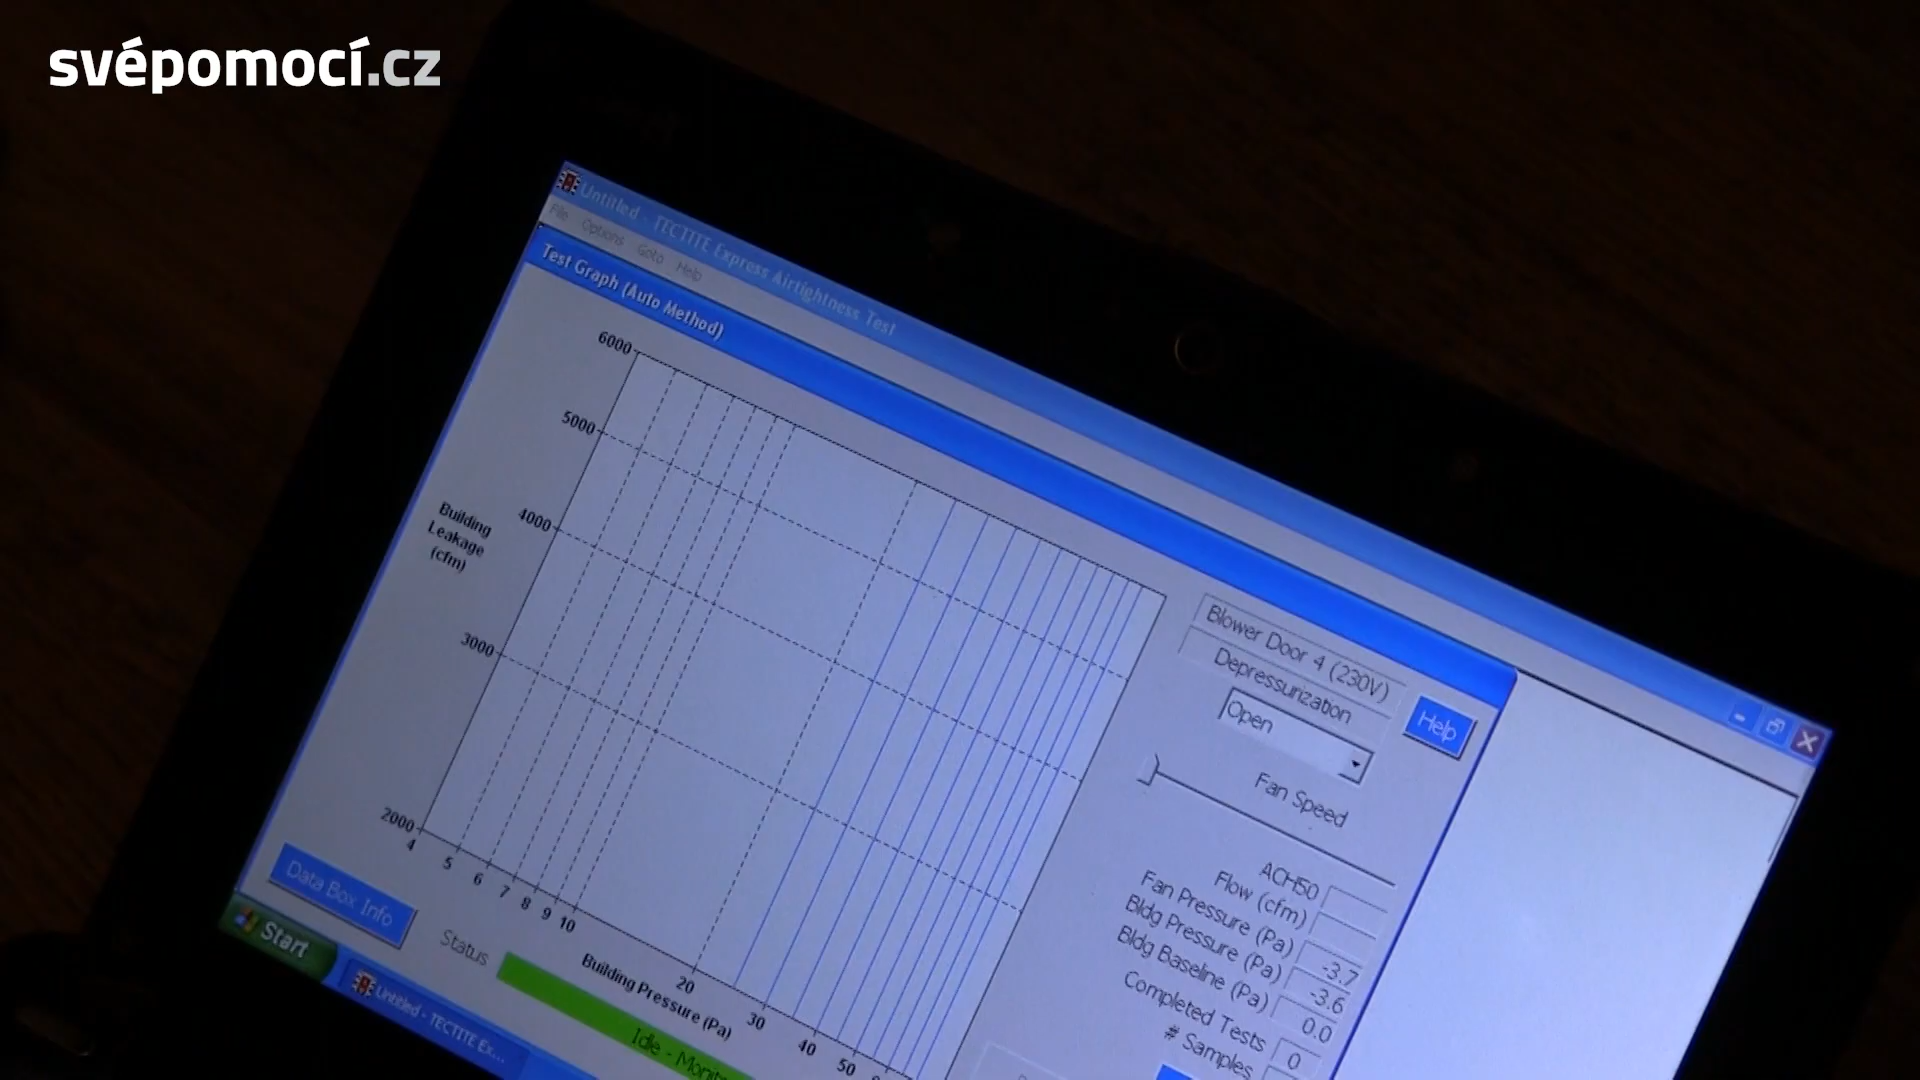 svépomocí.cz
Untitled - TECTITE Express Airtightness Test
File Options Goto Help
Test Graph (Auto Method)
6000
5000
4000
3000
2000
Building
Leakage
(cfm)
4 5 6 7 8 9 10 20 30 40 50
Building Pressure (Pa)
Blower Door 4 (230V)
Depressurization
Open
Help
Fan Speed
ACH50
Flow (cfm)
Fan Pressure (Pa) -3.7
Bldg Pressure (Pa) -3.6
Bldg Baseline (Pa) 0.0
Completed Tests 0
# Samples
Data Box Info
Status
Idle -
Start
Untitled - TECTITE Ex...